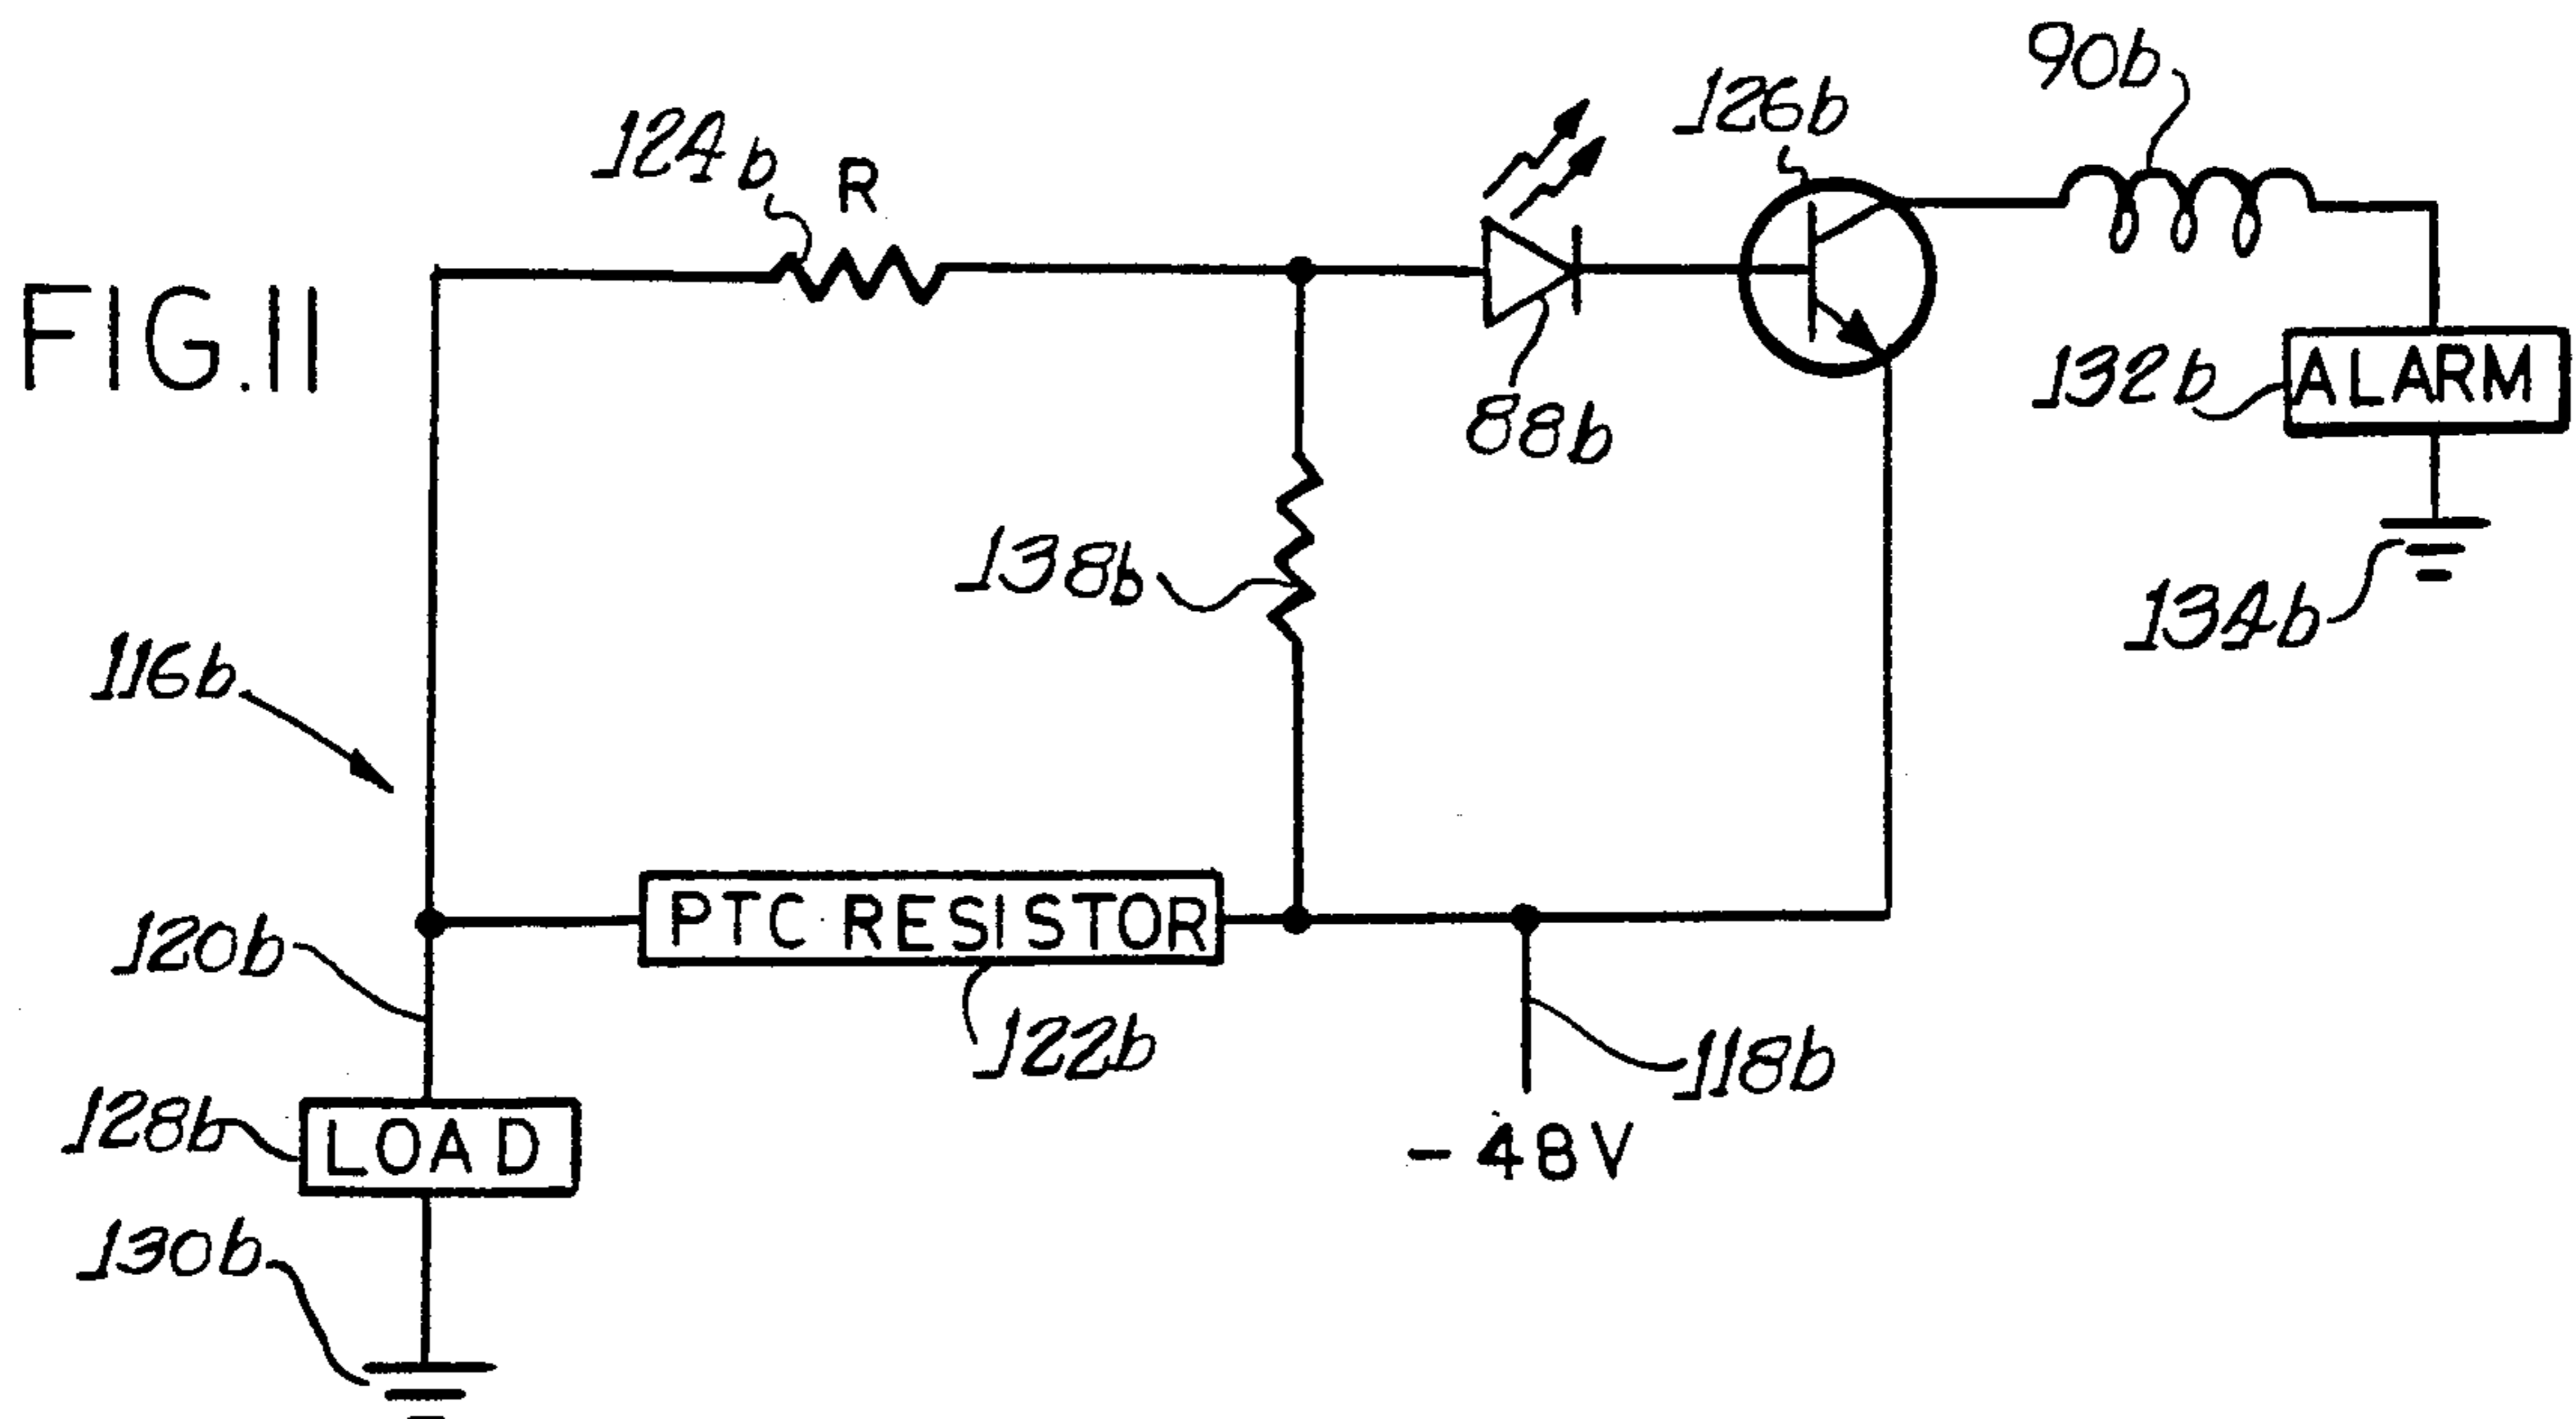 90b
126b
124b
R
FIG.11
88b
132b
ALARM
138b
134b
116b
120b
PTC RESISTOR
122b
118b
128b
LOAD
-48V
130b